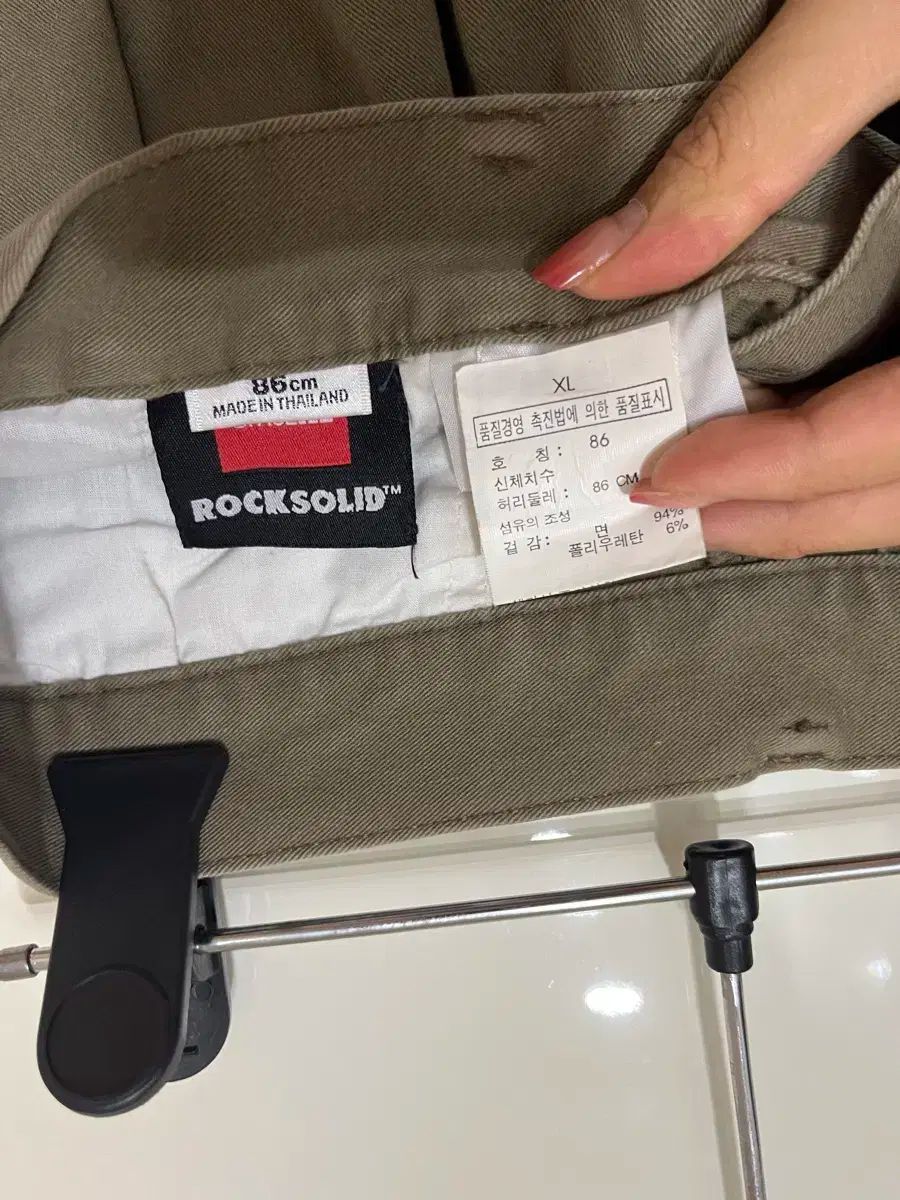 86cm
MADE IN THAILAND
ROCKSOLID™
XL
품질경영 촉진법에 의한 품질표시
호 칭: 86
신체치수
허리둘레: 86 CM
섬유의 조성
겉 감: 면 94%
폴리우레탄 6%